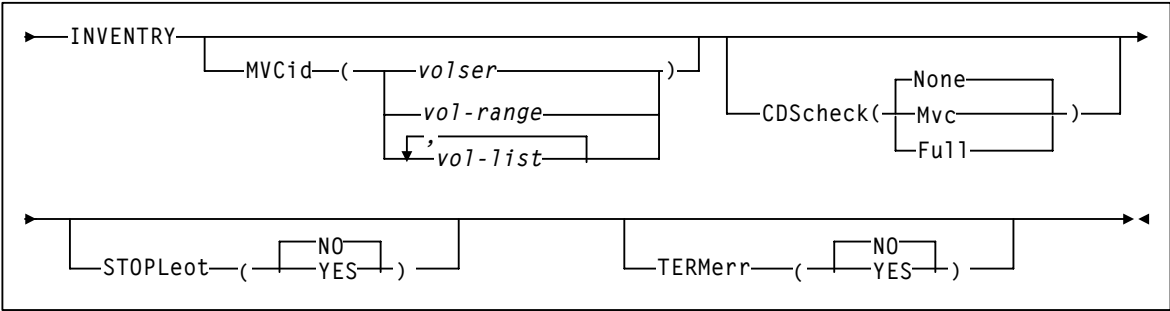 INVENTRY
MVCid ( volser )
vol-range
,
vol-list
CDScheck( None
Mvc )
Full
STOPLeot ( NO
YES )
TERMerr ( NO
YES )